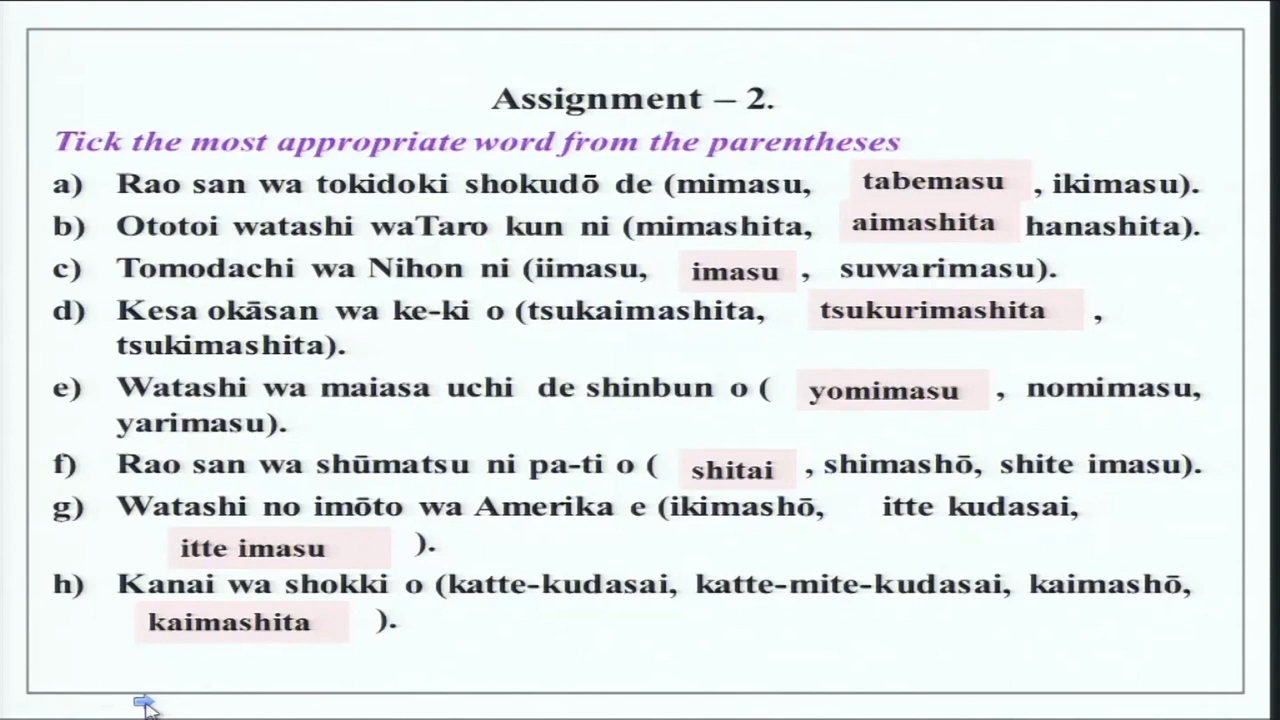 Assignment – 2.
Tick the most appropriate word from the parentheses
a) Rao san wa tokidoki shokudō de (mimasu, tabemasu , ikimasu).
b) Ototoi watashi waTaro kun ni (mimashita, aimashita hanashita).
c) Tomodachi wa Nihon ni (iimasu, imasu , suwarimasu).
d) Kesa okāsan wa ke-ki o (tsukaimashita, tsukurimashita ,
tsukimashita).
e) Watashi wa maiasa uchi de shinbun o ( yomimasu , nomimasu,
yarimasu).
f) Rao san wa shūmatsu ni pa-ti o ( shitai , shimashō, shite imasu).
g) Watashi no imōto wa Amerika e (ikimashō, itte kudasai,
itte imasu ).
h) Kanai wa shokki o (katte-kudasai, katte-mite-kudasai, kaimashō,
kaimashita ).